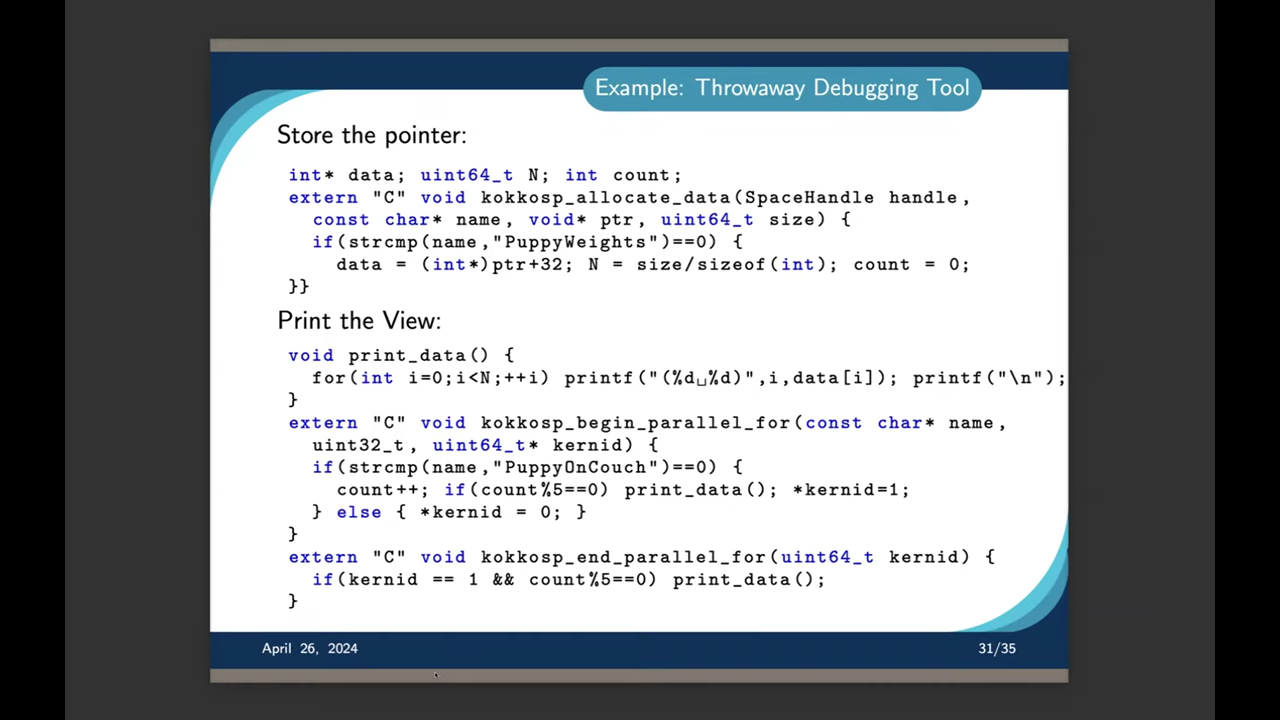 Example: Throwaway Debugging Tool
Store the pointer:
int* data; uint64_t N; int count;
extern "C" void kokkosp_allocate_data(SpaceHandle handle,
const char* name, void* ptr, uint64_t size) {
if(strcmp(name,"PuppyWeights")==0) {
data = (int*)ptr+32; N = size/sizeof(int); count = 0;
}}
Print the View:
void print_data() {
for(int i=0;i<N;++i) printf("(%d␣%d)",i,data[i]); printf("\n");
}
extern "C" void kokkosp_begin_parallel_for(const char* name,
uint32_t, uint64_t* kernid) {
if(strcmp(name,"PuppyOnCouch")==0) {
count++; if(count%5==0) print_data(); *kernid=1;
} else { *kernid = 0; }
}
extern "C" void kokkosp_end_parallel_for(uint64_t kernid) {
if(kernid == 1 && count%5==0) print_data();
}
April 26, 2024
31/35